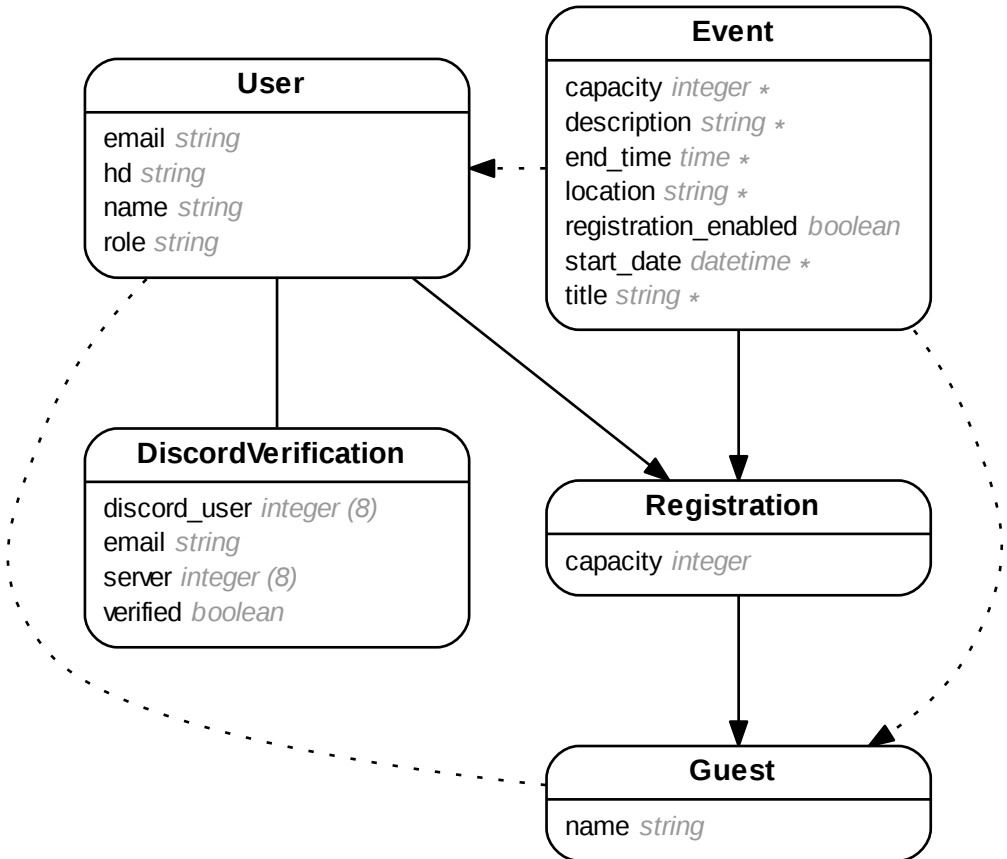 User
email string
hd string
name string
role string
Event
capacity integer *
description string *
end_time time *
location string *
registration_enabled boolean
start_date datetime *
title string *
DiscordVerification
discord_user integer (8)
email string
server integer (8)
verified boolean
Registration
capacity integer
Guest
name string